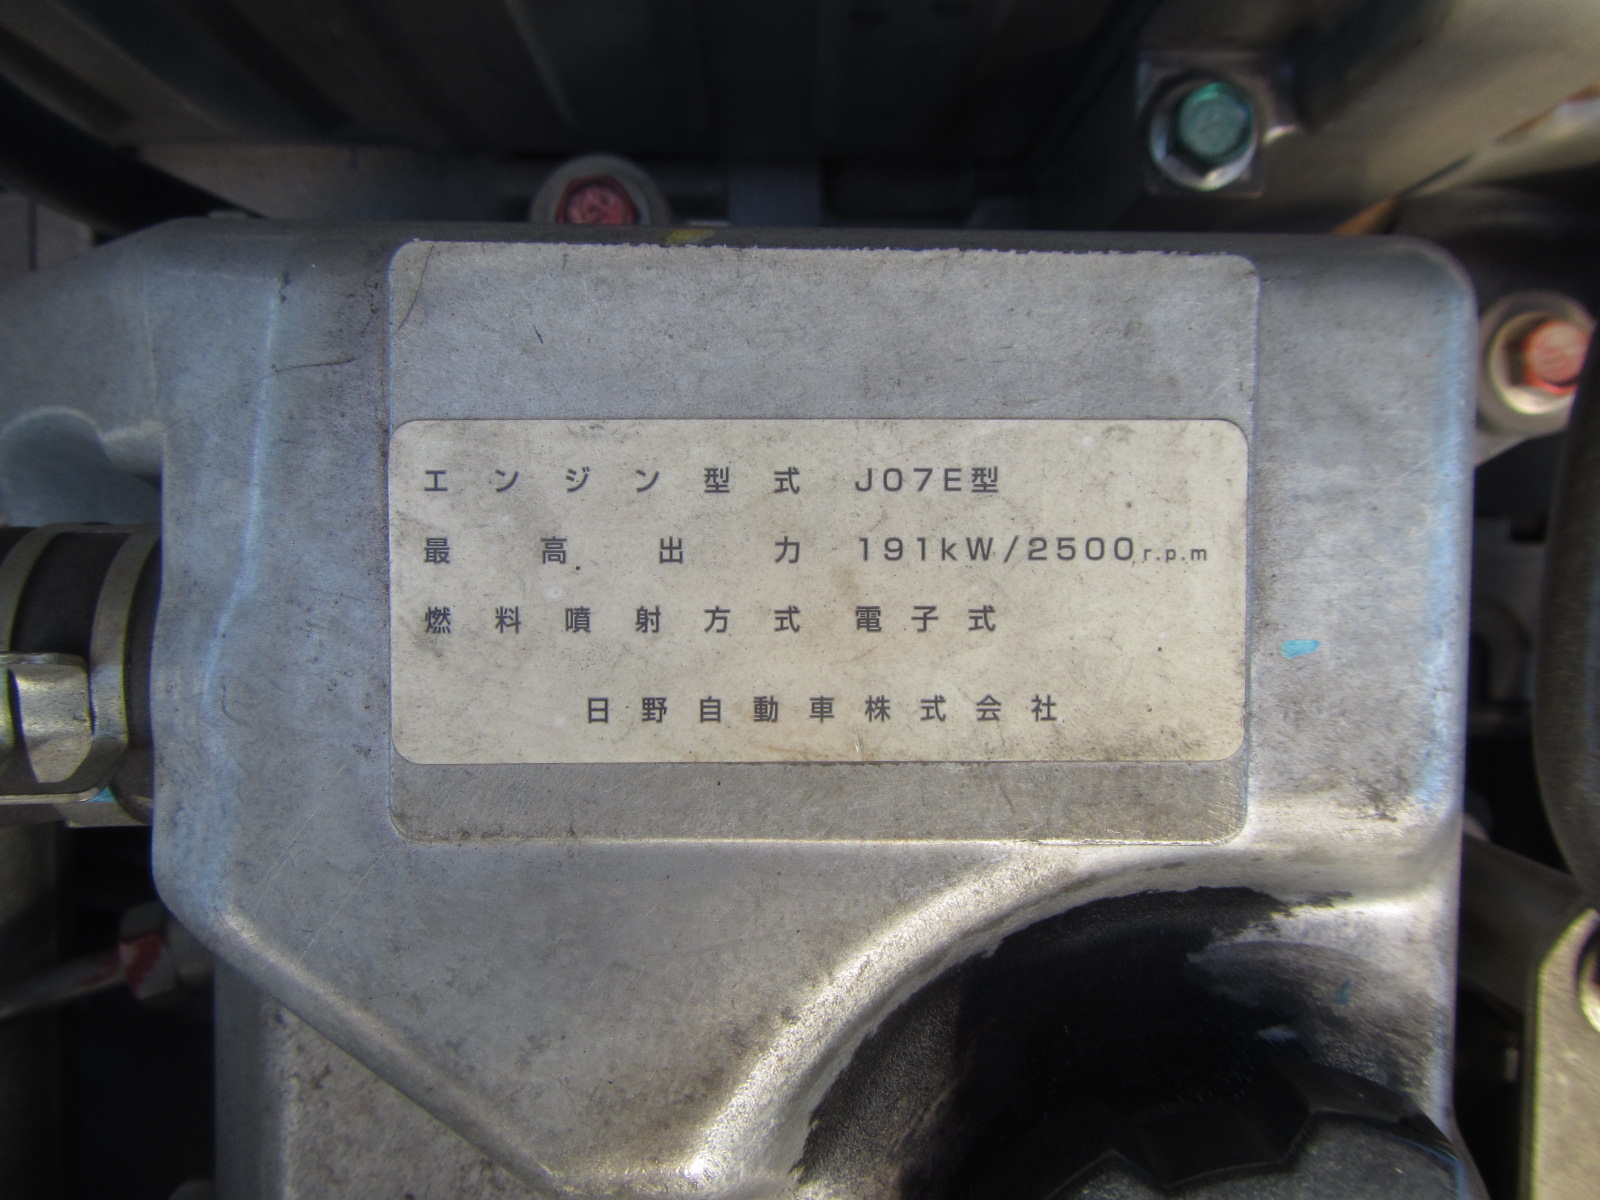 エンジン型式 J07E型
最高出力 191kW/2500r.p.m
燃料噴射方式 電子式
日野自動車株式会社